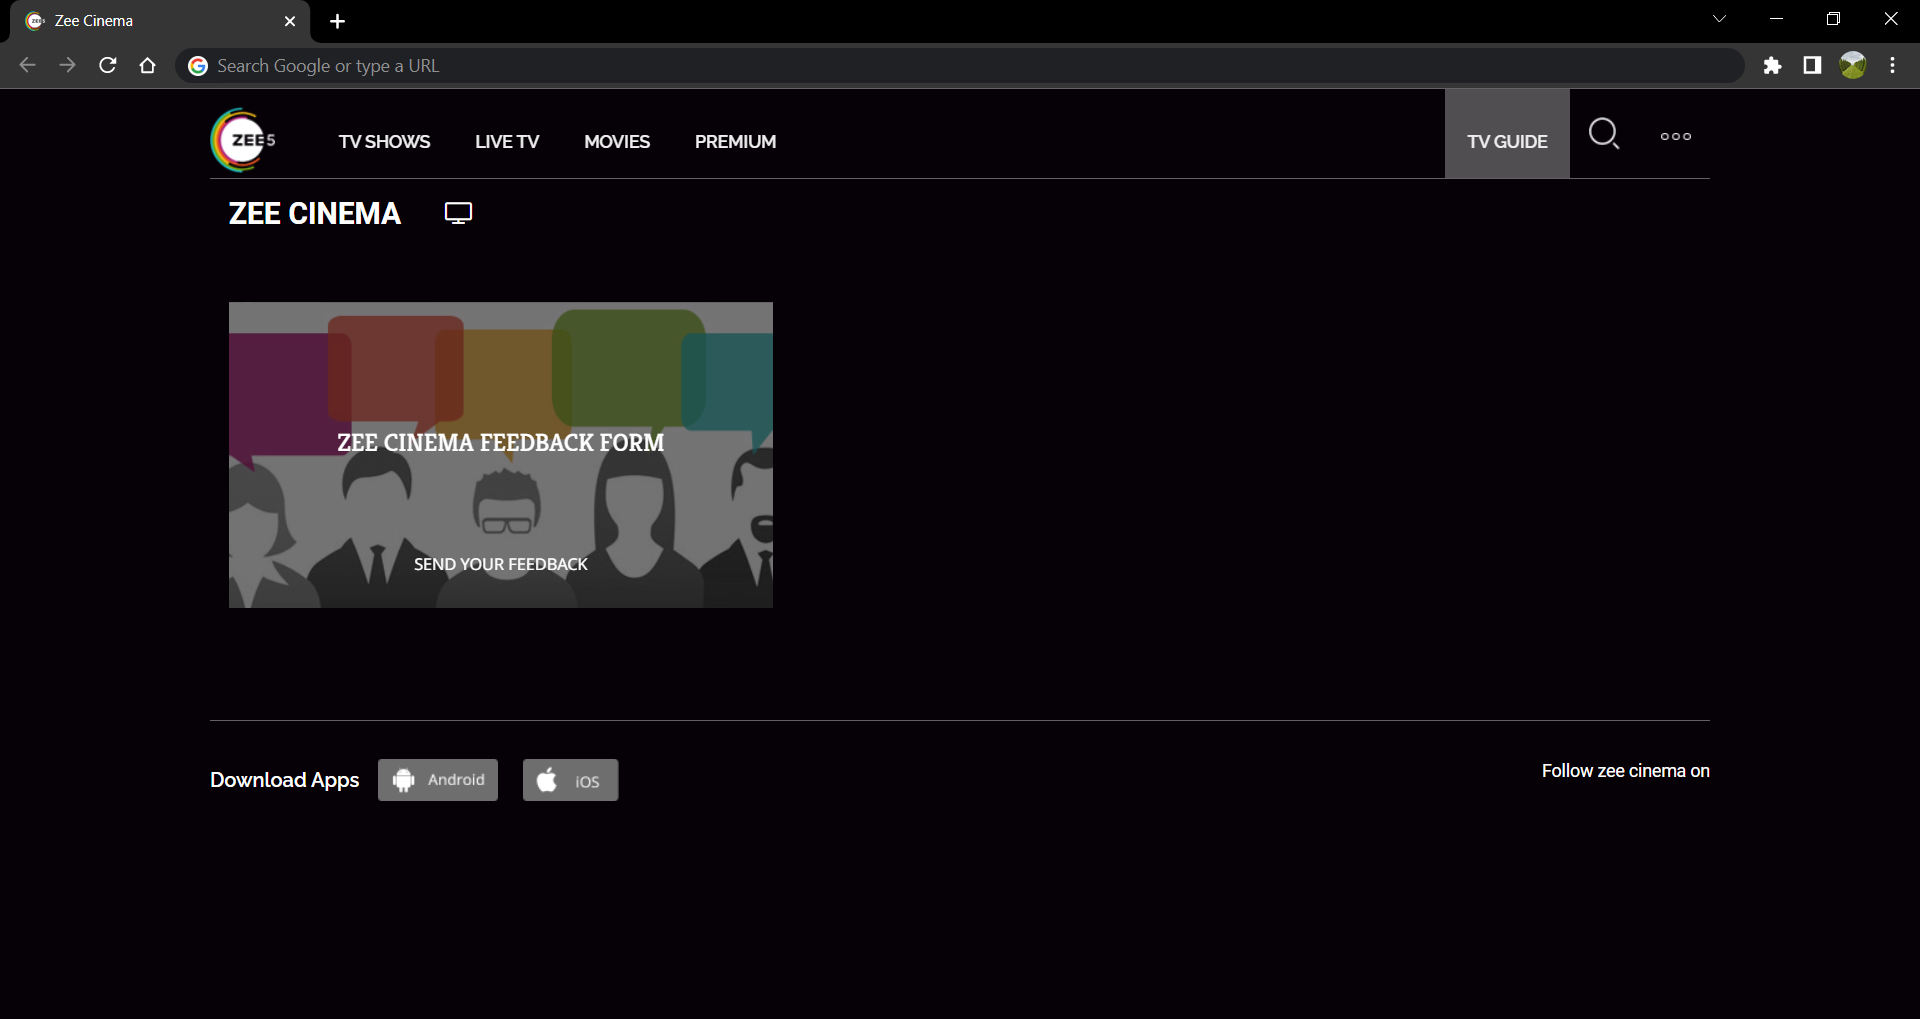 Zee Cinema
Search Google or type a URL
ZEE5
TV SHOWS
LIVE TV
MOVIES
PREMIUM
TV GUIDE
ZEE CINEMA
ZEE CINEMA FEEDBACK FORM
SEND YOUR FEEDBACK
Download Apps
Android
iOS
Follow zee cinema on